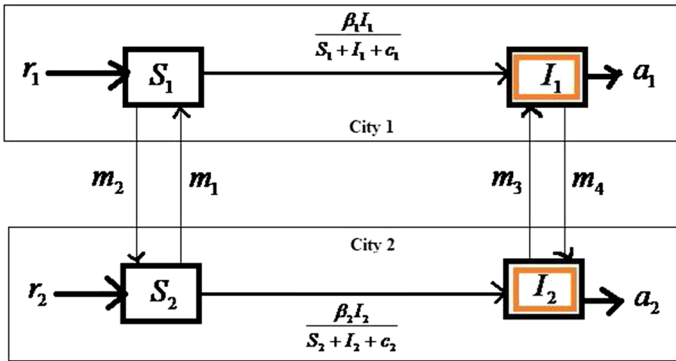 β₁I₁
S₁ + I₁ + c₁
r₁ S₁ I₁ a₁
City 1
m₂ m₁ m₃ m₄
City 2
r₂ S₂ I₂ a₂
β₂I₂
S₂ + I₂ + c₂